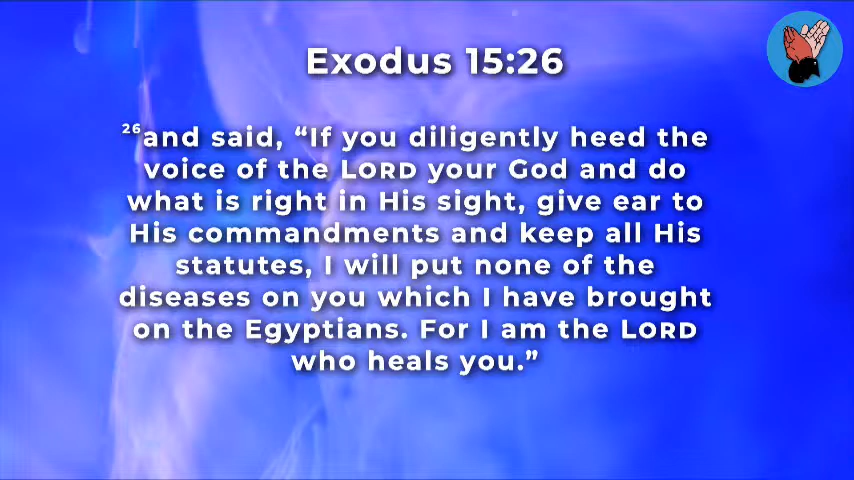 Exodus 15:26
26and said, “If you diligently heed the
voice of the LORD your God and do
what is right in His sight, give ear to
His commandments and keep all His
statutes, I will put none of the
diseases on you which I have brought
on the Egyptians. For I am the LORD
who heals you.”